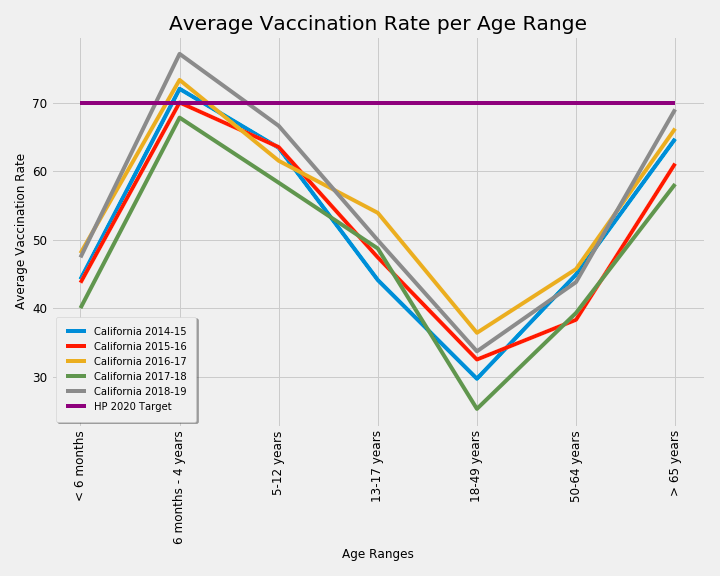 Average Vaccination Rate per Age Range
Average Vaccination Rate
70
60
50
40
30
California 2014-15
California 2015-16
California 2016-17
California 2017-18
California 2018-19
HP 2020 Target
< 6 months
6 months - 4 years
5-12 years
13-17 years
18-49 years
50-64 years
> 65 years
Age Ranges